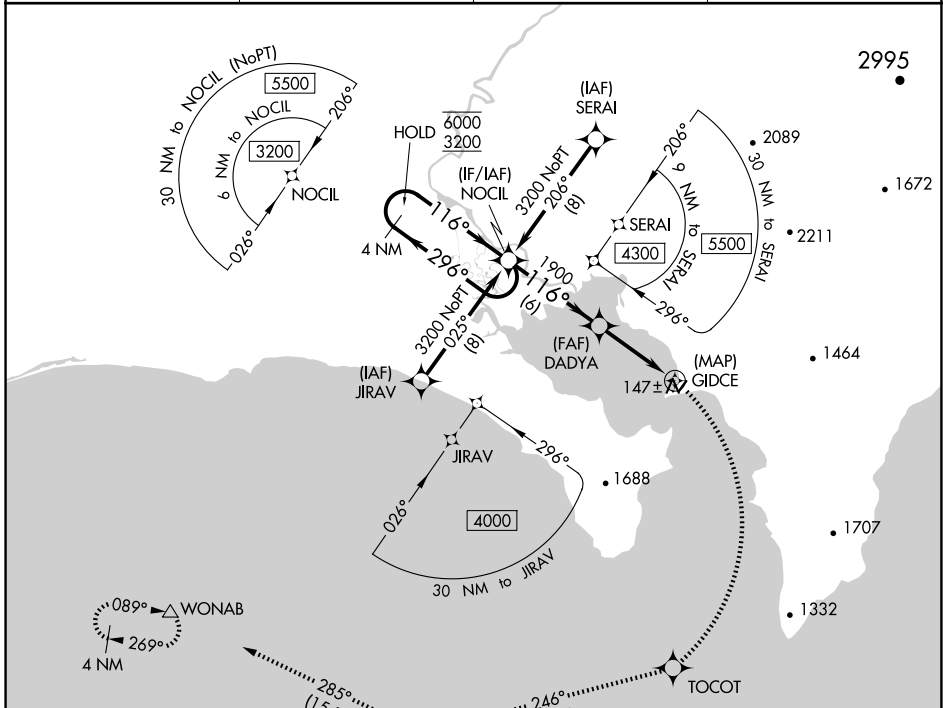 30 NM to NOCIL (NoPT)
5500
6 NM to NOCIL
3200
206°
NOCIL
026°
HOLD
6000
3200
(IF/IAF)
NOCIL
(IAF)
SERAI
3200 NoPT
206°
(8)
116°
4 NM
296°
2995
2089
1672
2211
206°
6 NM to SERAI
30 NM to SERAI
SERAI
4300
5500
296°
1900
116°
(6)
3200 NoPT
025°
(8)
(FAF)
DADYA
(MAP)
GIDCE
147±
1464
(IAF)
JIRAV
JIRAV
296°
026°
4000
30 NM to JIRAV
1688
1707
1332
089°
WONAB
269°
4 NM
285°
246°
TOCOT